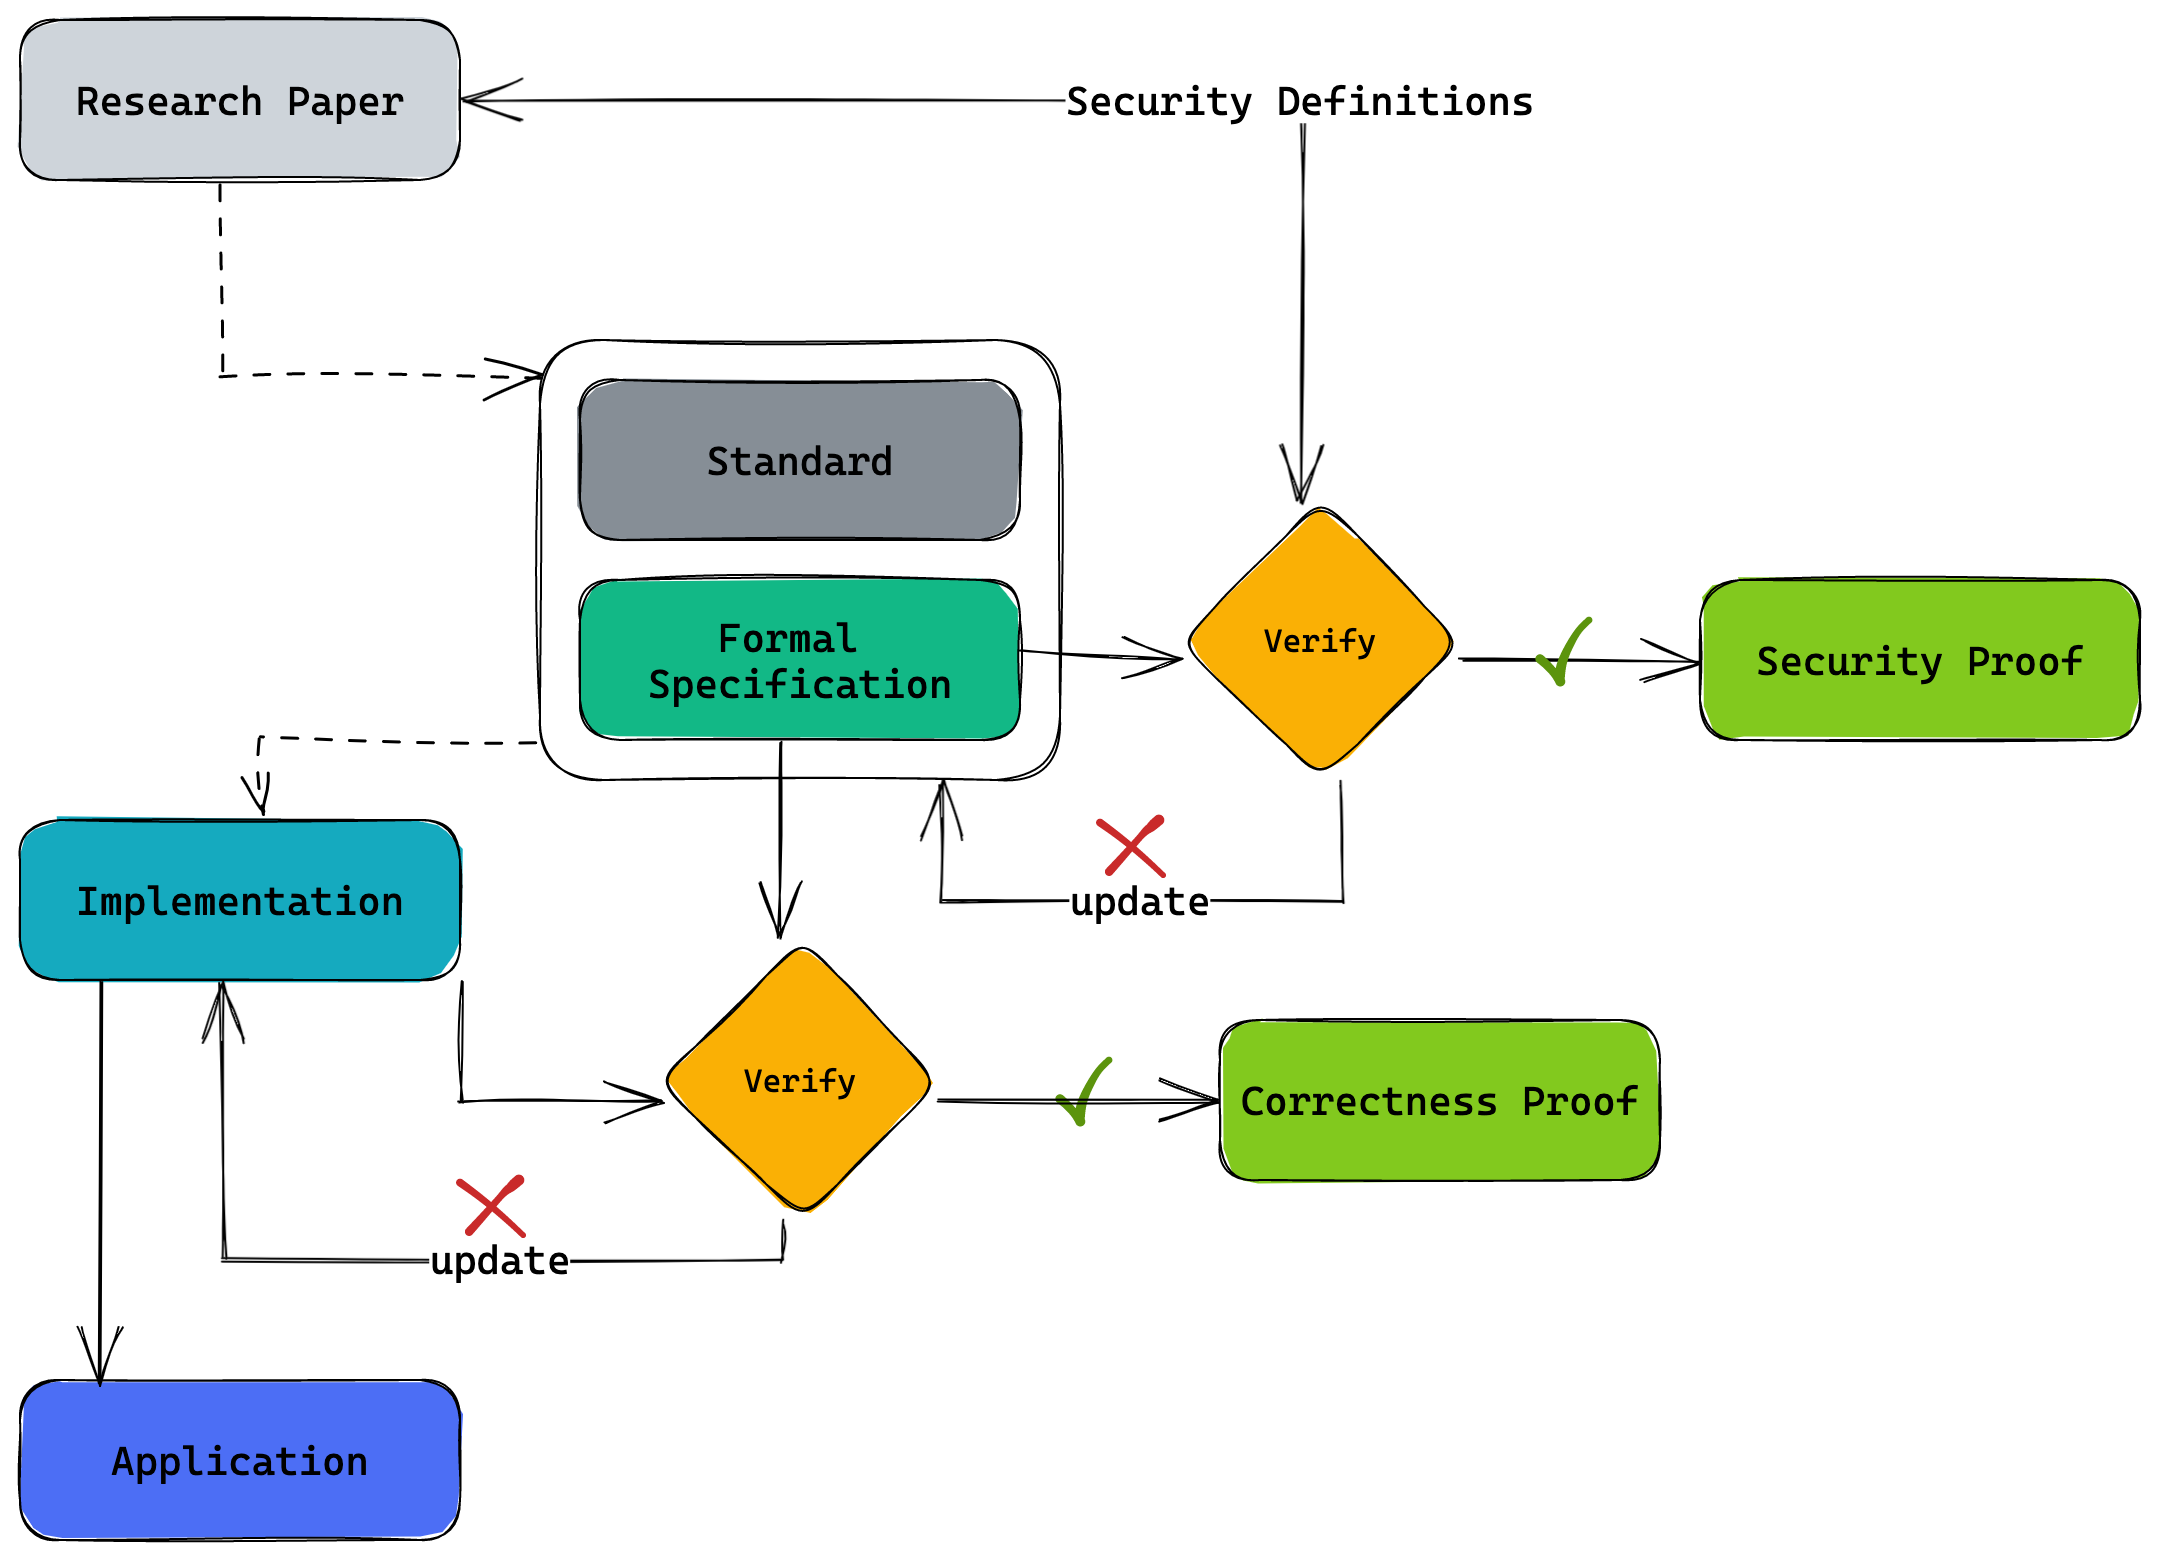 Research Paper
Security Definitions
Standard
Formal
Specification
Verify
Security Proof
Implementation
update
Verify
Correctness Proof
update
Application